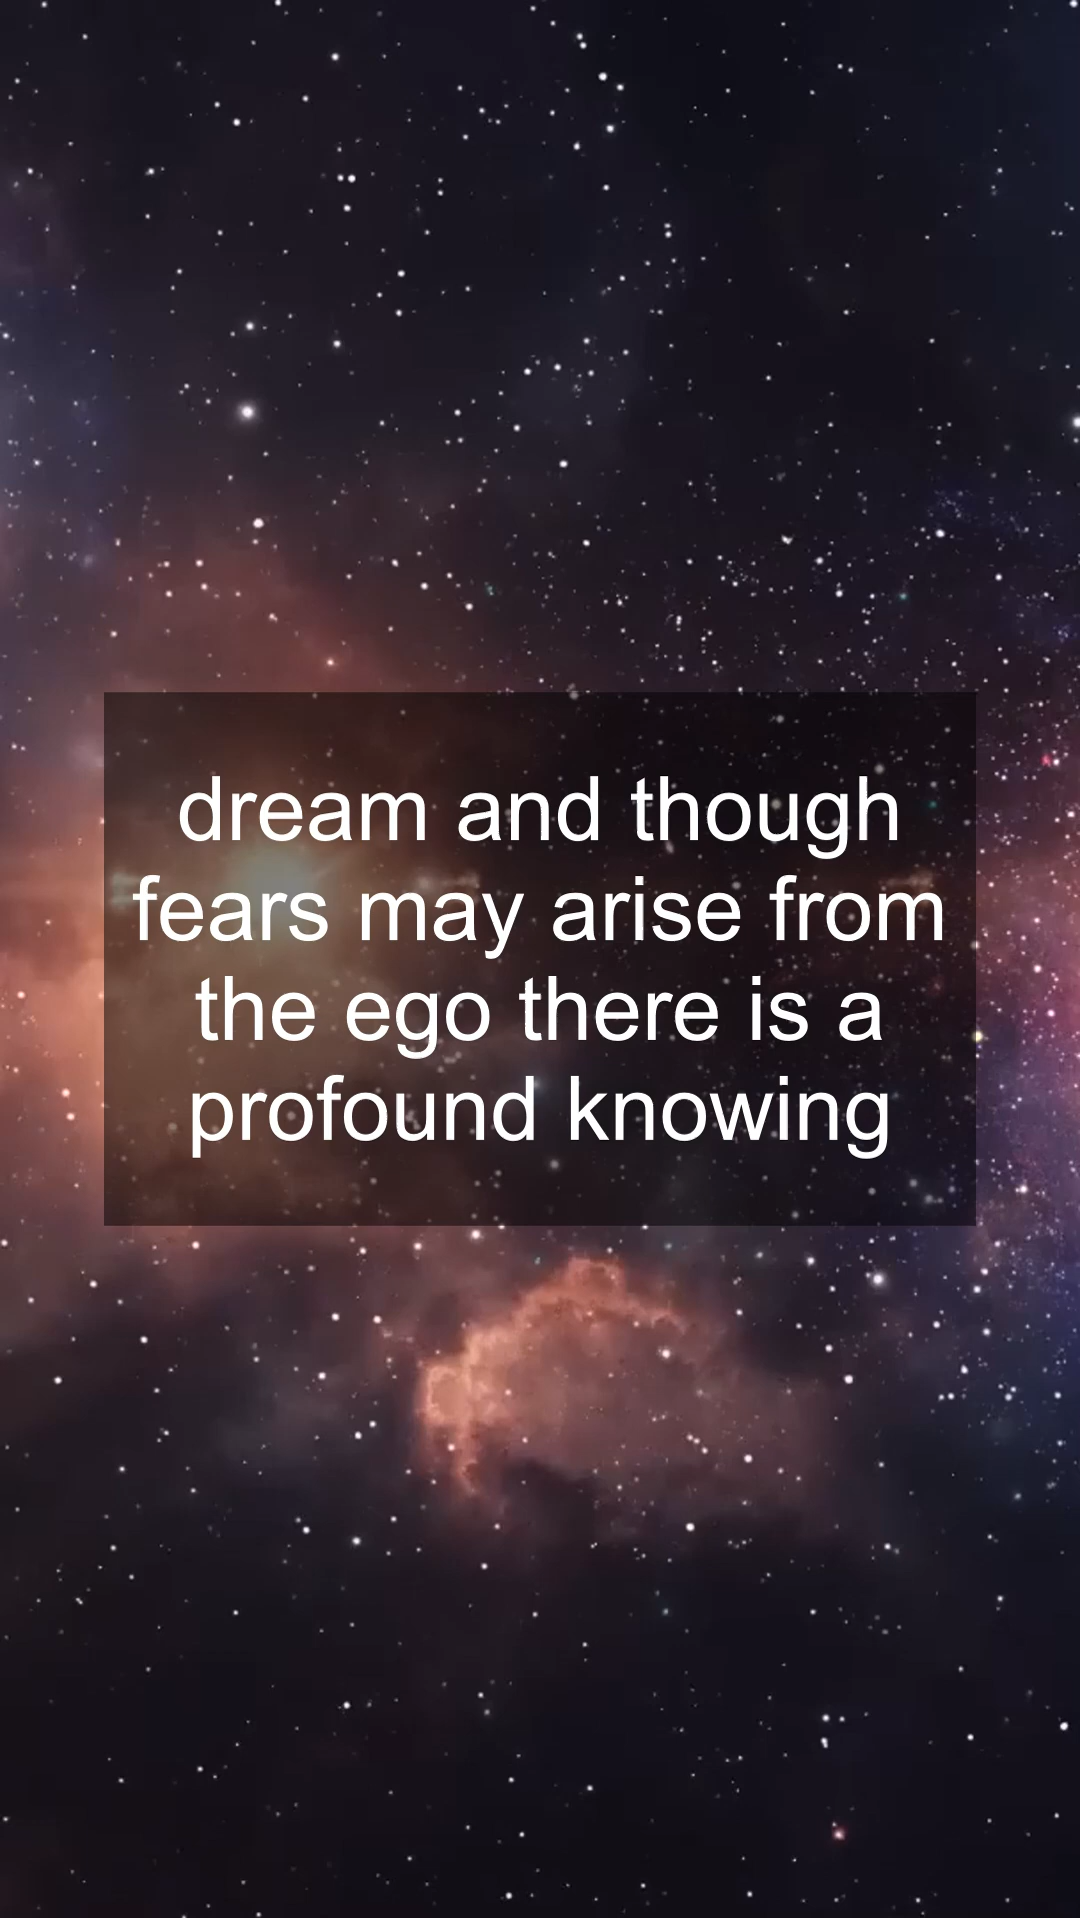 dream and though
fears may arise from
the ego there is a
profound knowing